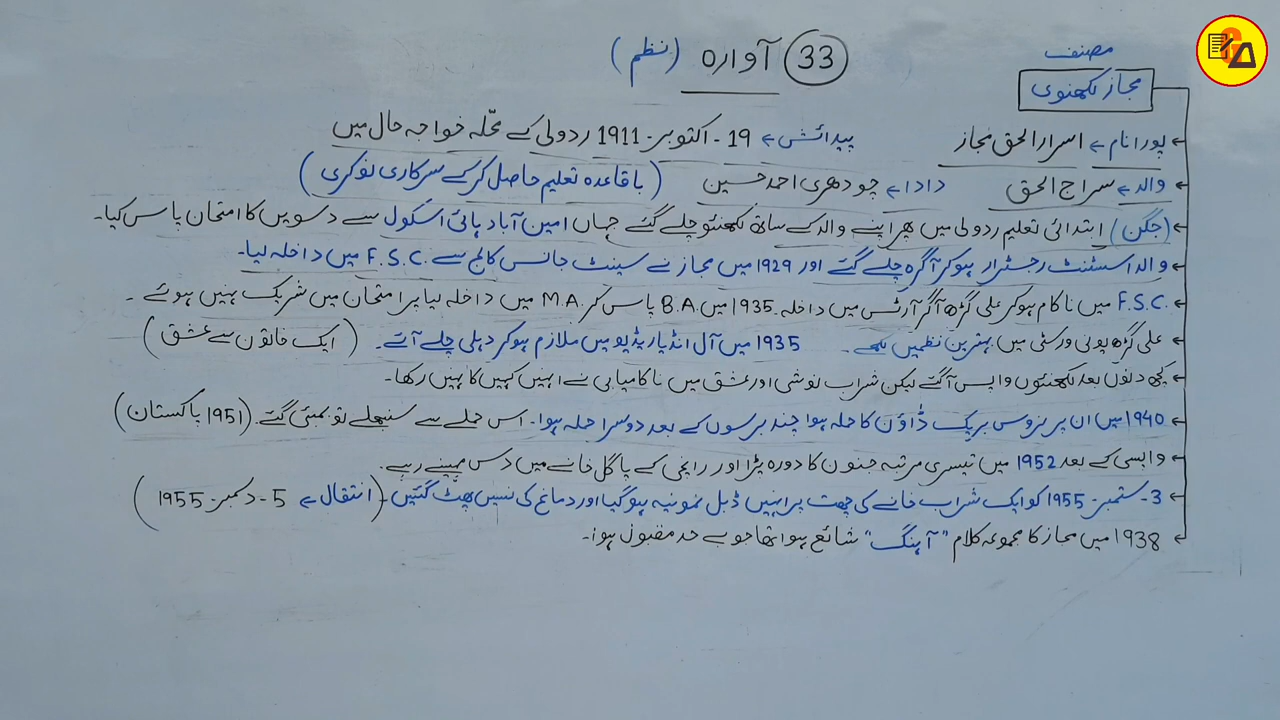 33 آوارہ (نظم)
مصنف
مجاز لکھنوی
پورا نام ← اسرارالحق مجاز پیدائش ← 19 - اکتوبر - 1911 ردولی کے محلّہ خواجہ حال میں
والد ← سراج الحق دادا ← چودھری احمد حسین (باقاعدہ تعلیم حاصل کرکے سرکاری نوکری)
(جگن) ابتدائی تعلیم ردولی میں پھر اپنے والد کے ساتھ لکھنئو چلے گئے جہاں امین آباد ہائی اسکول سے دسویں کا امتحان پاس کیا۔
والد اسسٹنٹ رجسٹرار ہوکر آگرہ چلے گئے اور 1929 میں مجاز نے سینٹ جانس کالج سے F.S.C. میں داخلہ لیا۔
F.S.C. میں ناکام ہوکر علی گڑھ آگر آرٹس میں داخلہ۔ 1935 میں B.A پاس کر M.A. میں داخلہ لیا پر امتحان میں شریک نہیں ہوئے ۔
علی گڑھ یونی ورسٹی میں بہترین نظمیں لکھے ۔ 1935 میں آل انڈیا ریڈیو میں ملازم ہوکر دہلی چلے آئے۔ (ایک خاتون سے عشق)
کچھ دنوں بعد لکھنئوں واپس آگئے لیکن شراب نوشی اور عشق میں ناکامیابی نے انہیں کہیں کا نہیں رکھا۔
1940 میں ان پر نروس بریک ڈاؤن کا حملہ ہوا چند برسوں کے بعد دوسرا حملہ ہوا۔ اس حملے سے سنبھلے تو بمبئی گئے۔ (1951 پاکستان)
واپسی کے بعد 1952 میں تیسری مرتبہ جنون کا دورہ پڑا اور رانچی کے پاگل خانے میں دس مہینے رہے۔
3 - ستمبر - 1955 کو ایک شراب خانے کی چھت پر انہیں ڈبل نمونیہ ہوگیا اور دماغ کی نسیں پھٹ گئیں۔ (انتقال ← 5 - دسمبر - 1955)
1938 میں مجاز کا مجموعہ کلام "آہنگ" شائع ہوا تھا جو بے حد مقبول ہوا۔